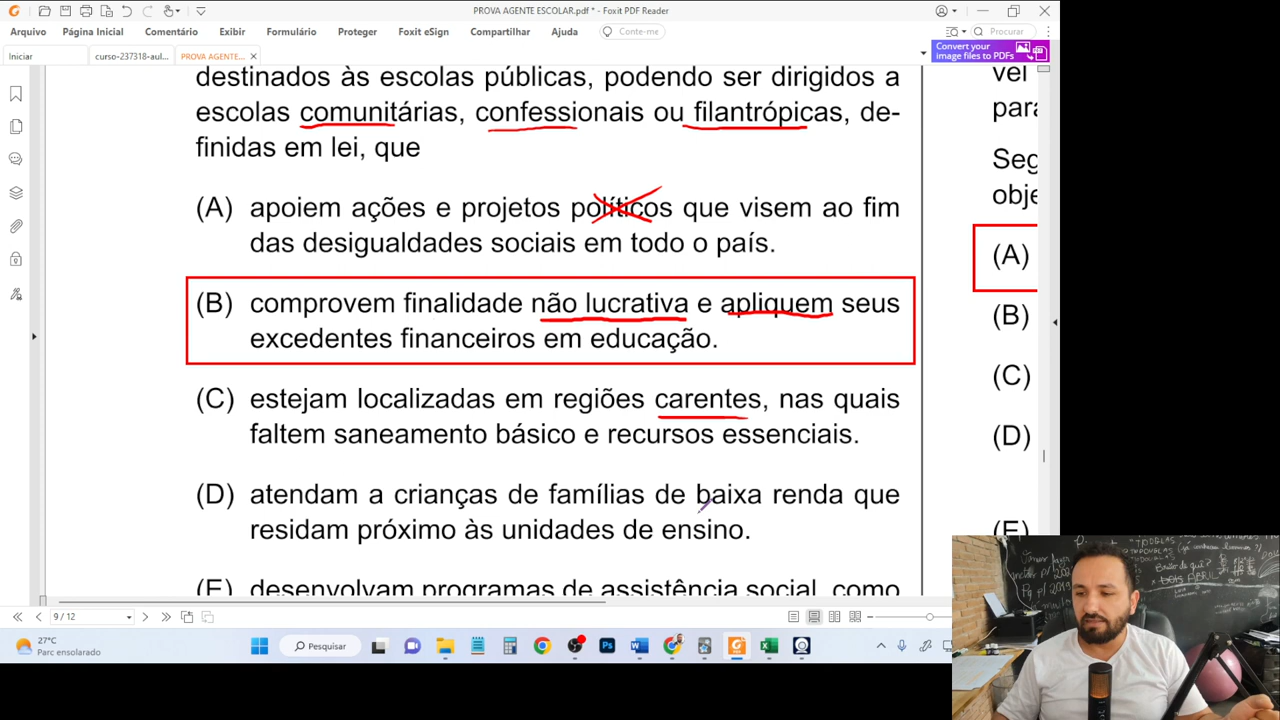 PROVA AGENTE ESCOLAR.pdf * - Foxit PDF Reader
Arquivo Página Inicial Comentário Exibir Formulário Proteger Foxit eSign Compartilhar Ajuda Conte-me Procurar
Iniciar curso-237318-aul... PROVA AGENTE...
Convert your
image files to PDFs
destinados às escolas públicas, podendo ser dirigidos a
escolas comunitárias, confessionais ou filantrópicas, de-
finidas em lei, que
(A) apoiem ações e projetos políticos que visem ao fim
das desigualdades sociais em todo o país.
(B) comprovem finalidade não lucrativa e apliquem seus
excedentes financeiros em educação.
(C) estejam localizadas em regiões carentes, nas quais
faltem saneamento básico e recursos essenciais.
(D) atendam a crianças de famílias de baixa renda que
residam próximo às unidades de ensino.
(E) desenvolvam programas de assistência social, como
vel
para
Seg
obje
(A)
(B)
(C)
(D)
(E)
9 / 12
27°C
Parc ensolarado
Pesquisar